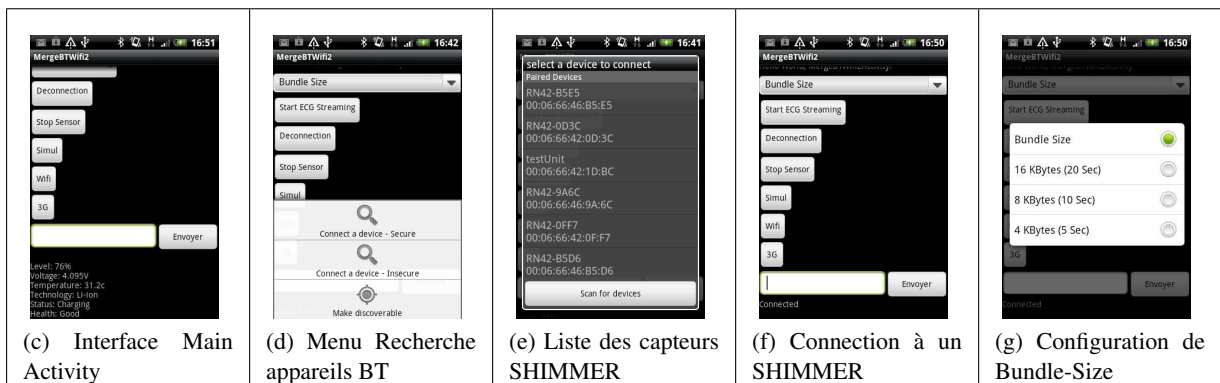 16:51
MergeBTWifi2
Deconnection
Stop Sensor
Simul
Wifi
3G
Envoyer
Level: 76%
Voltage: 4.095V
Temperature: 31.2c
Technology: Li-ion
Status: Charging
Health: Good
(c) Interface Main
Activity
16:42
MergeBTWifi2
Bundle Size
Start ECG Streaming
Deconnection
Stop Sensor
Simul
Connect a device - Secure
Connect a device - Insecure
Make discoverable
(d) Menu Recherche
appareils BT
16:41
select a device to connect
Paired Devices
RN42-B5E5
00:06:66:46:B5:E5
RN42-0D3C
00:06:66:42:0D:3C
testUnit
00:06:66:42:1D:BC
RN42-9A6C
00:06:66:46:9A:6C
RN42-0FF7
00:06:66:42:0F:F7
RN42-B5D6
00:06:66:46:B5:D6
Scan for devices
(e) Liste des capteurs
SHIMMER
16:50
MergeBTWifi2
Hello World, MergeBTWifi2Activity!
Bundle Size
Start ECG Streaming
Deconnection
Stop Sensor
Simul
Wifi
3G
Envoyer
Connected
(f) Connection à un
SHIMMER
16:50
MergeBTWifi2
Bundle Size
Start ECG Streaming
Bundle Size
16 KBytes (20 Sec)
8 KBytes (10 Sec)
4 KBytes (5 Sec)
3G
Envoyer
Connected
(g) Configuration de
Bundle-Size